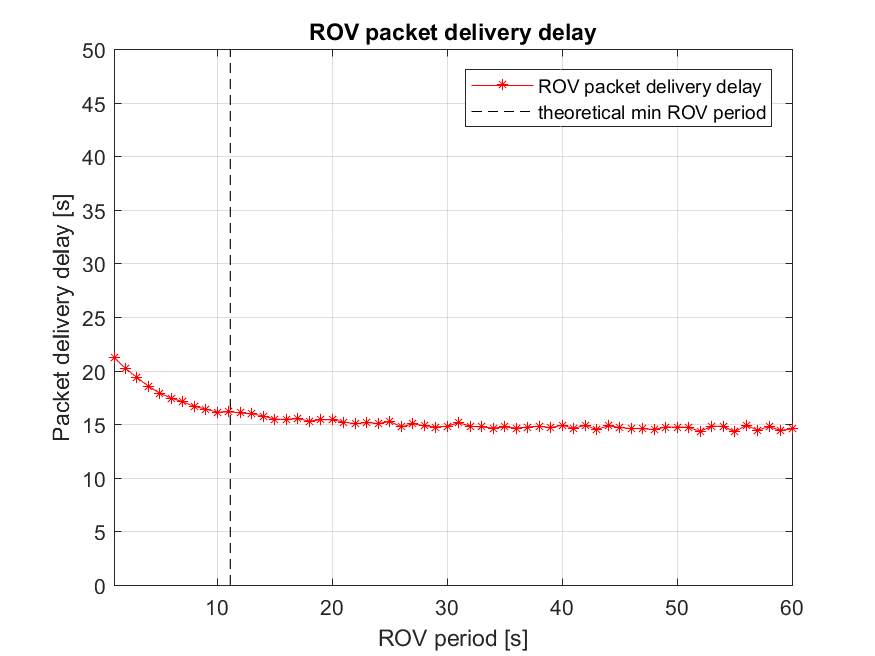 ROV packet delivery delay
50
45
40
35
30
25
20
15
10
5
0
Packet delivery delay [s]
ROV packet delivery delay
theoretical min ROV period
10 20 30 40 50 60
ROV period [s]